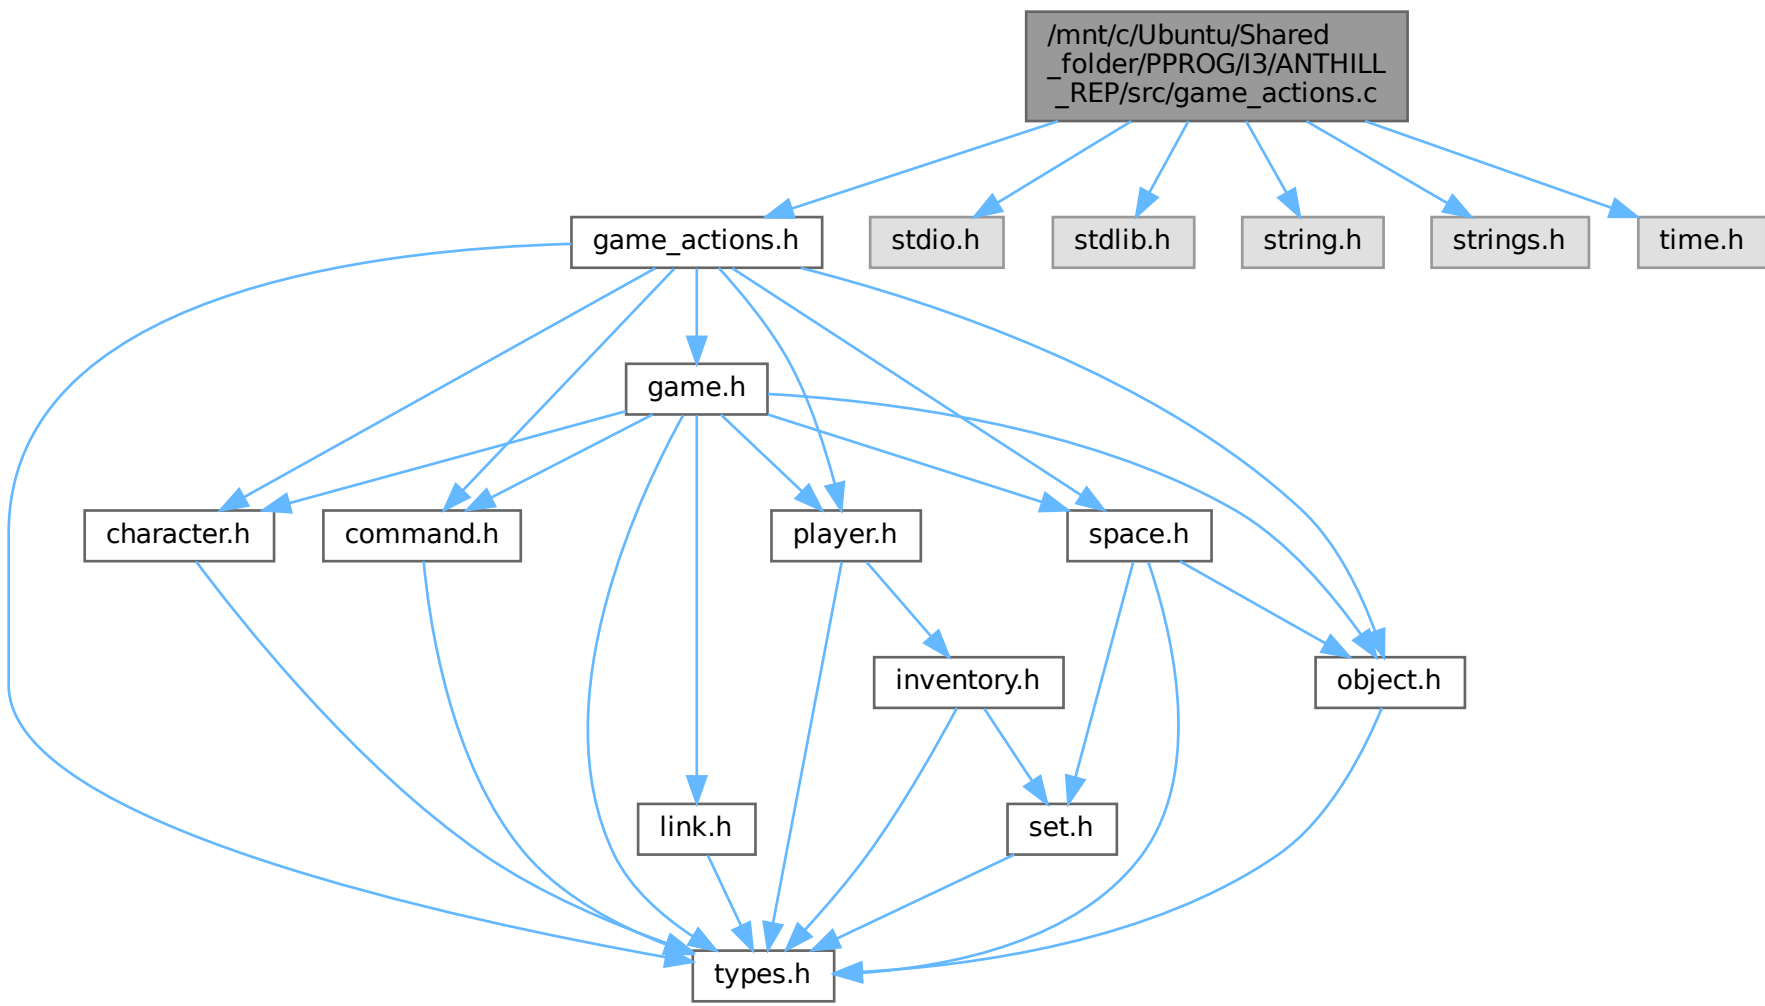 /mnt/c/Ubuntu/Shared
_folder/PPROG/I3/ANTHILL
_REP/src/game_actions.c
game_actions.h
stdio.h
stdlib.h
string.h
strings.h
time.h
game.h
character.h
command.h
player.h
space.h
inventory.h
object.h
link.h
set.h
types.h